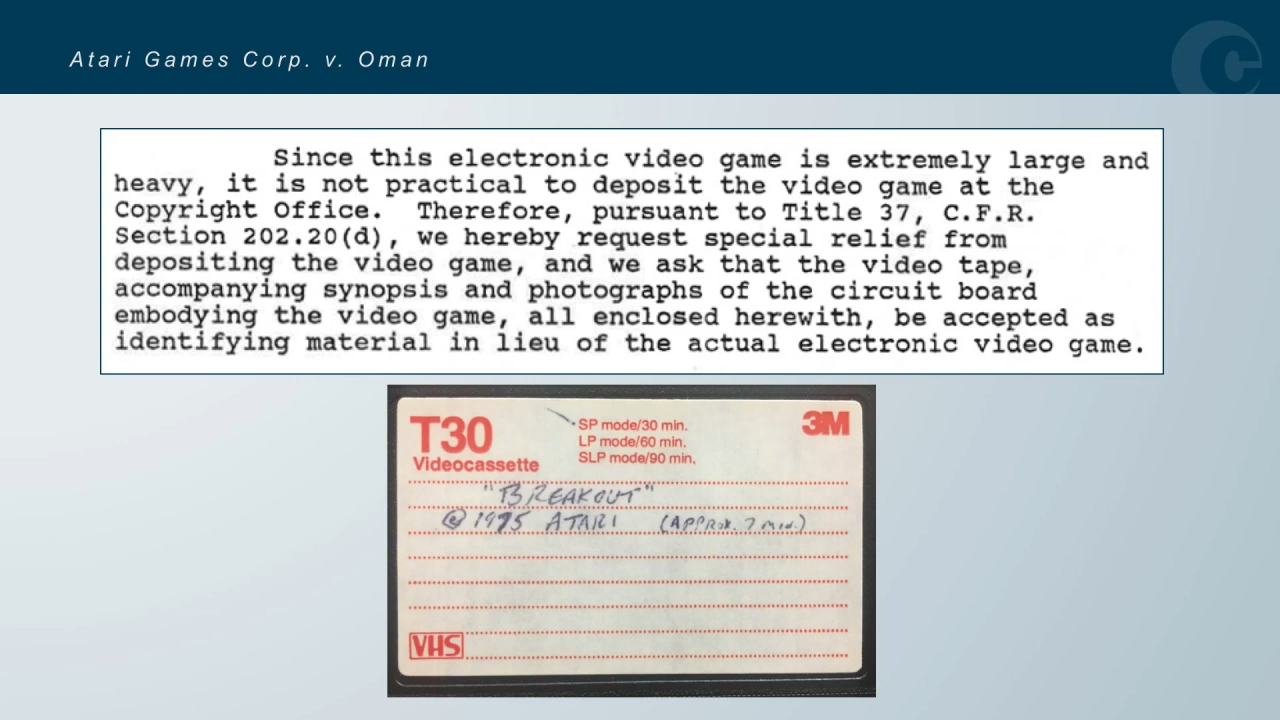 Atari Games Corp. v. Oman
Since this electronic video game is extremely large and
heavy, it is not practical to deposit the video game at the
Copyright Office.  Therefore, pursuant to Title 37, C.F.R.
Section 202.20(d), we hereby request special relief from
depositing the video game, and we ask that the video tape,
accompanying synopsis and photographs of the circuit board
embodying the video game, all enclosed herewith, be accepted as
identifying material in lieu of the actual electronic video game.
T30
Videocassette
SP mode/30 min.
LP mode/60 min.
SLP mode/90 min.
3M
"BREAKOUT"
© 1975 ATARI (APPROX. 7 min.)
VHS